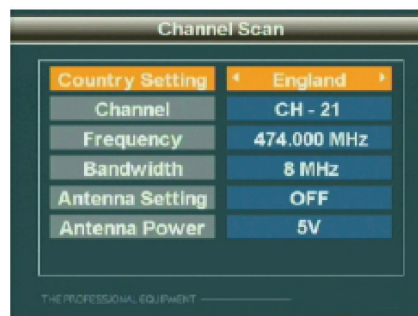 Channel Scan
Country Setting England
Channel CH - 21
Frequency 474.000 MHz
Bandwidth 8 MHz
Antenna Setting OFF
Antenna Power 5V
THE PROFESSIONAL EQUIPMENT